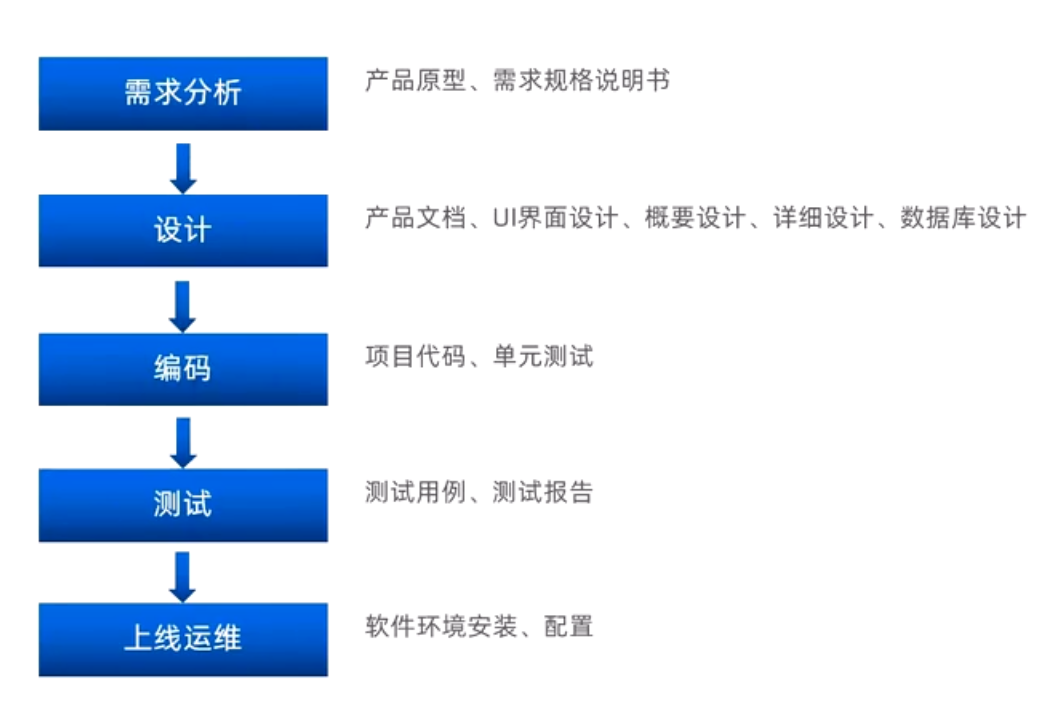 需求分析
产品原型、需求规格说明书
设计
产品文档、UI界面设计、概要设计、详细设计、数据库设计
编码
项目代码、单元测试
测试
测试用例、测试报告
上线运维
软件环境安装、配置